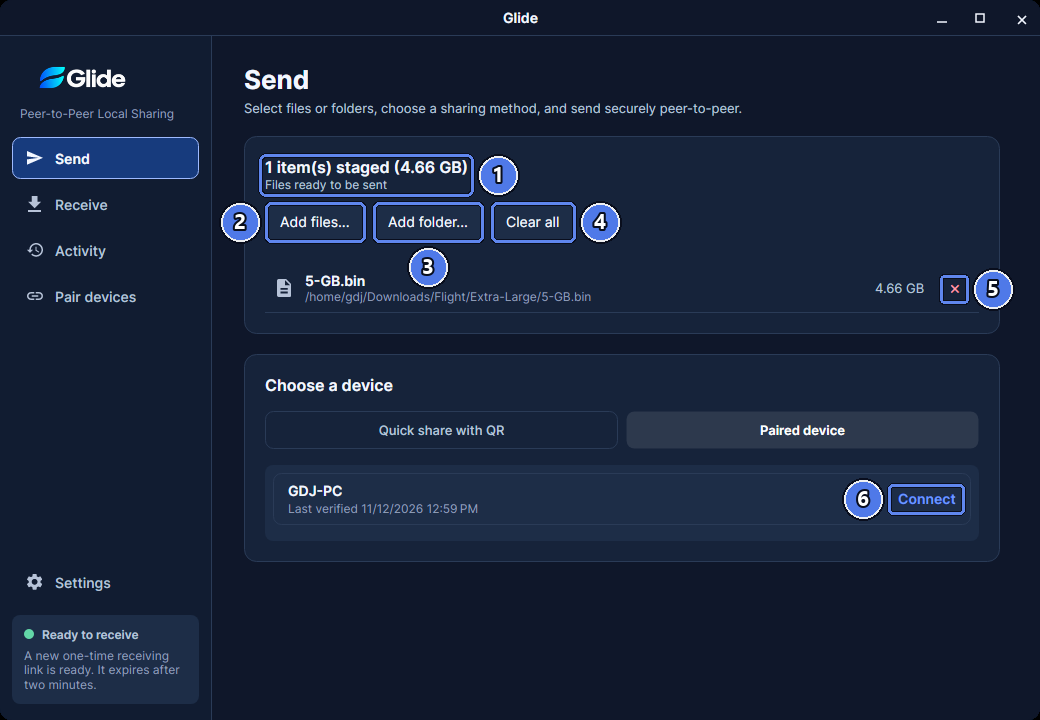 Glide
Glide
Peer-to-Peer Local Sharing
Send
Receive
Activity
Pair devices
Settings
Ready to receive
A new one-time receiving
link is ready. It expires after
two minutes.
Send
Select files or folders, choose a sharing method, and send securely peer-to-peer.
1 item(s) staged (4.66 GB)
Files ready to be sent
1
2
Add files...
Add folder...
Clear all
4
3
5-GB.bin
/home/gdj/Downloads/Flight/Extra-Large/5-GB.bin
4.66 GB
5
Choose a device
Quick share with QR
Paired device
GDJ-PC
Last verified 11/12/2026 12:59 PM
6
Connect